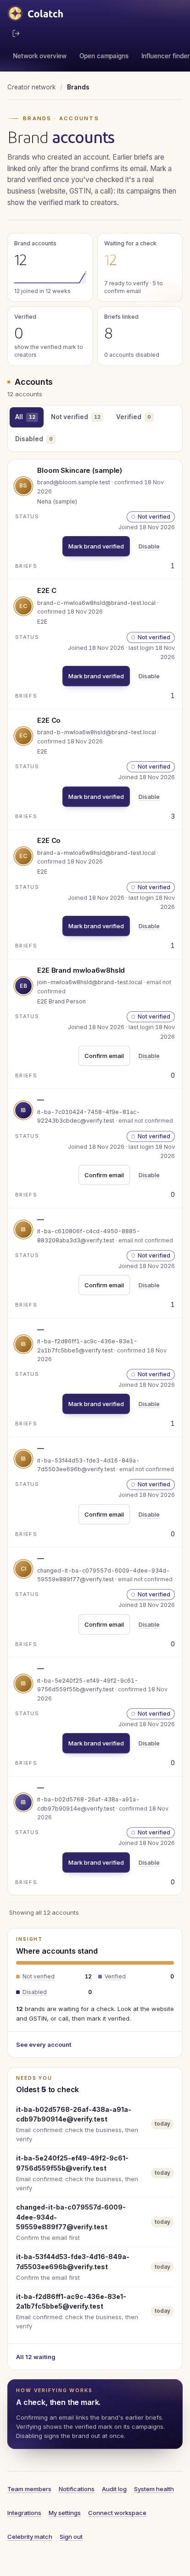 Colatch
Network overview Open campaigns Influencer finder
Creator network / Brands
BRANDS · ACCOUNTS
Brand accounts
Brands who created an account. Earlier briefs
linked only after they prove their email. A brand
is marked once you've checked it's a real
business (website, GSTIN, a call): its campaigns then
show the verified mark to creators.
Brand accounts
12
12 joined in 12 weeks
Waiting for a check
12
7 ready to verify · 5 to
confirm email
Verified
0
show the verified mark to
creators
Briefs linked
8
0 accounts disabled
Accounts
12 accounts
All 12 Not verified 12 Verified 0
Disabled 0
BS
Bloom Skincare (sample)
brand@bloom.sample.test · confirmed 18 Nov
2026
Neha (sample)
STATUS
Not verified
Joined 18 Nov 2026
Mark brand verified Disable
BRIEFS 1
EC
E2E C
brand-c-mwloa6w8hsld@brand-test.local ·
confirmed 18 Nov 2026
E2E
STATUS
Not verified
Joined 18 Nov 2026 · last login 18 Nov
2026
Mark brand verified Disable
BRIEFS 1
EC
E2E Co
brand-b-mwloa6w8hsld@brand-test.local ·
confirmed 18 Nov 2026
E2E
STATUS
Not verified
Joined 18 Nov 2026
Mark brand verified Disable
BRIEFS 3
EC
E2E Co
brand-a-mwloa6w8hsld@brand-test.local ·
confirmed 18 Nov 2026
E2E
STATUS
Not verified
Joined 18 Nov 2026 · last login 18 Nov
2026
Mark brand verified Disable
BRIEFS 1
EB
E2E Brand mwloa6w8hsld
join-mwloa6w8hsld@brand-test.local · email not
confirmed
E2E Brand Person
STATUS
Not verified
Joined 18 Nov 2026 · last login 18 Nov
2026
Confirm email Disable
BRIEFS 0
IB
—
it-ba-7c010424-7458-4f9e-81ac-
92243b3cbdec@verify.test · email not confirmed
STATUS
Not verified
Joined 18 Nov 2026 · last login 18 Nov
2026
Confirm email Disable
BRIEFS 0
IB
—
it-ba-c610806f-c4cd-4950-8885-
893208aba3d3@verify.test · email not confirmed
STATUS
Not verified
Joined 18 Nov 2026
Confirm email Disable
BRIEFS 1
IB
—
it-ba-f2d86ff1-ac9c-436e-83e1-
2a1b7fc5bbe5@verify.test · confirmed 18 Nov
2026
STATUS
Not verified
Joined 18 Nov 2026
Mark brand verified Disable
BRIEFS 1
IB
—
it-ba-53f44d53-fde3-4d16-849a-
7d5503ee696b@verify.test · email not confirmed
STATUS
Not verified
Joined 18 Nov 2026
Confirm email Disable
BRIEFS 0
CI
—
changed-it-ba-c079557d-6009-4dee-934d-
59559e889f77@verify.test · email not confirmed
STATUS
Not verified
Joined 18 Nov 2026
Confirm email Disable
BRIEFS 0
IB
—
it-ba-5e240f25-ef49-49f2-9c61-
9756d559f55b@verify.test · confirmed 18 Nov
2026
STATUS
Not verified
Joined 18 Nov 2026
Mark brand verified Disable
BRIEFS 0
IB
—
it-ba-b02d5768-26af-438a-a91a-
cdb97b90914e@verify.test · confirmed 18 Nov
2026
STATUS
Not verified
Joined 18 Nov 2026
Mark brand verified Disable
BRIEFS 0
Showing all 12 accounts
INSIGHT
Where accounts stand
Not verified 12 Verified 0
Disabled 0
12 brands are waiting for a check. Look at the website
and GSTIN, or call, then mark it verified.
See every account
NEEDS YOU
Oldest 5 to check
it-ba-b02d5768-26af-438a-a91a-
cdb97b90914e@verify.test
Email confirmed: check the business, then
verify
today
it-ba-5e240f25-ef49-49f2-9c61-
9756d559f55b@verify.test
Email confirmed: check the business, then
verify
today
changed-it-ba-c079557d-6009-
4dee-934d-
59559e889f77@verify.test
Confirm the email first
today
it-ba-53f44d53-fde3-4d16-849a-
7d5503ee696b@verify.test
Confirm the email first
today
it-ba-f2d86ff1-ac9c-436e-83e1-
2a1b7fc5bbe5@verify.test
Email confirmed: check the business, then
verify
today
All 12 waiting
HOW VERIFYING WORKS
A check, then the mark.
Confirming an email links the brand's earlier briefs.
Verifying shows the verified mark on its campaigns.
Disabling signs the brand out at once.
Team members Notifications Audit log System health
Integrations My settings Connect workspace
Celebrity match Sign out